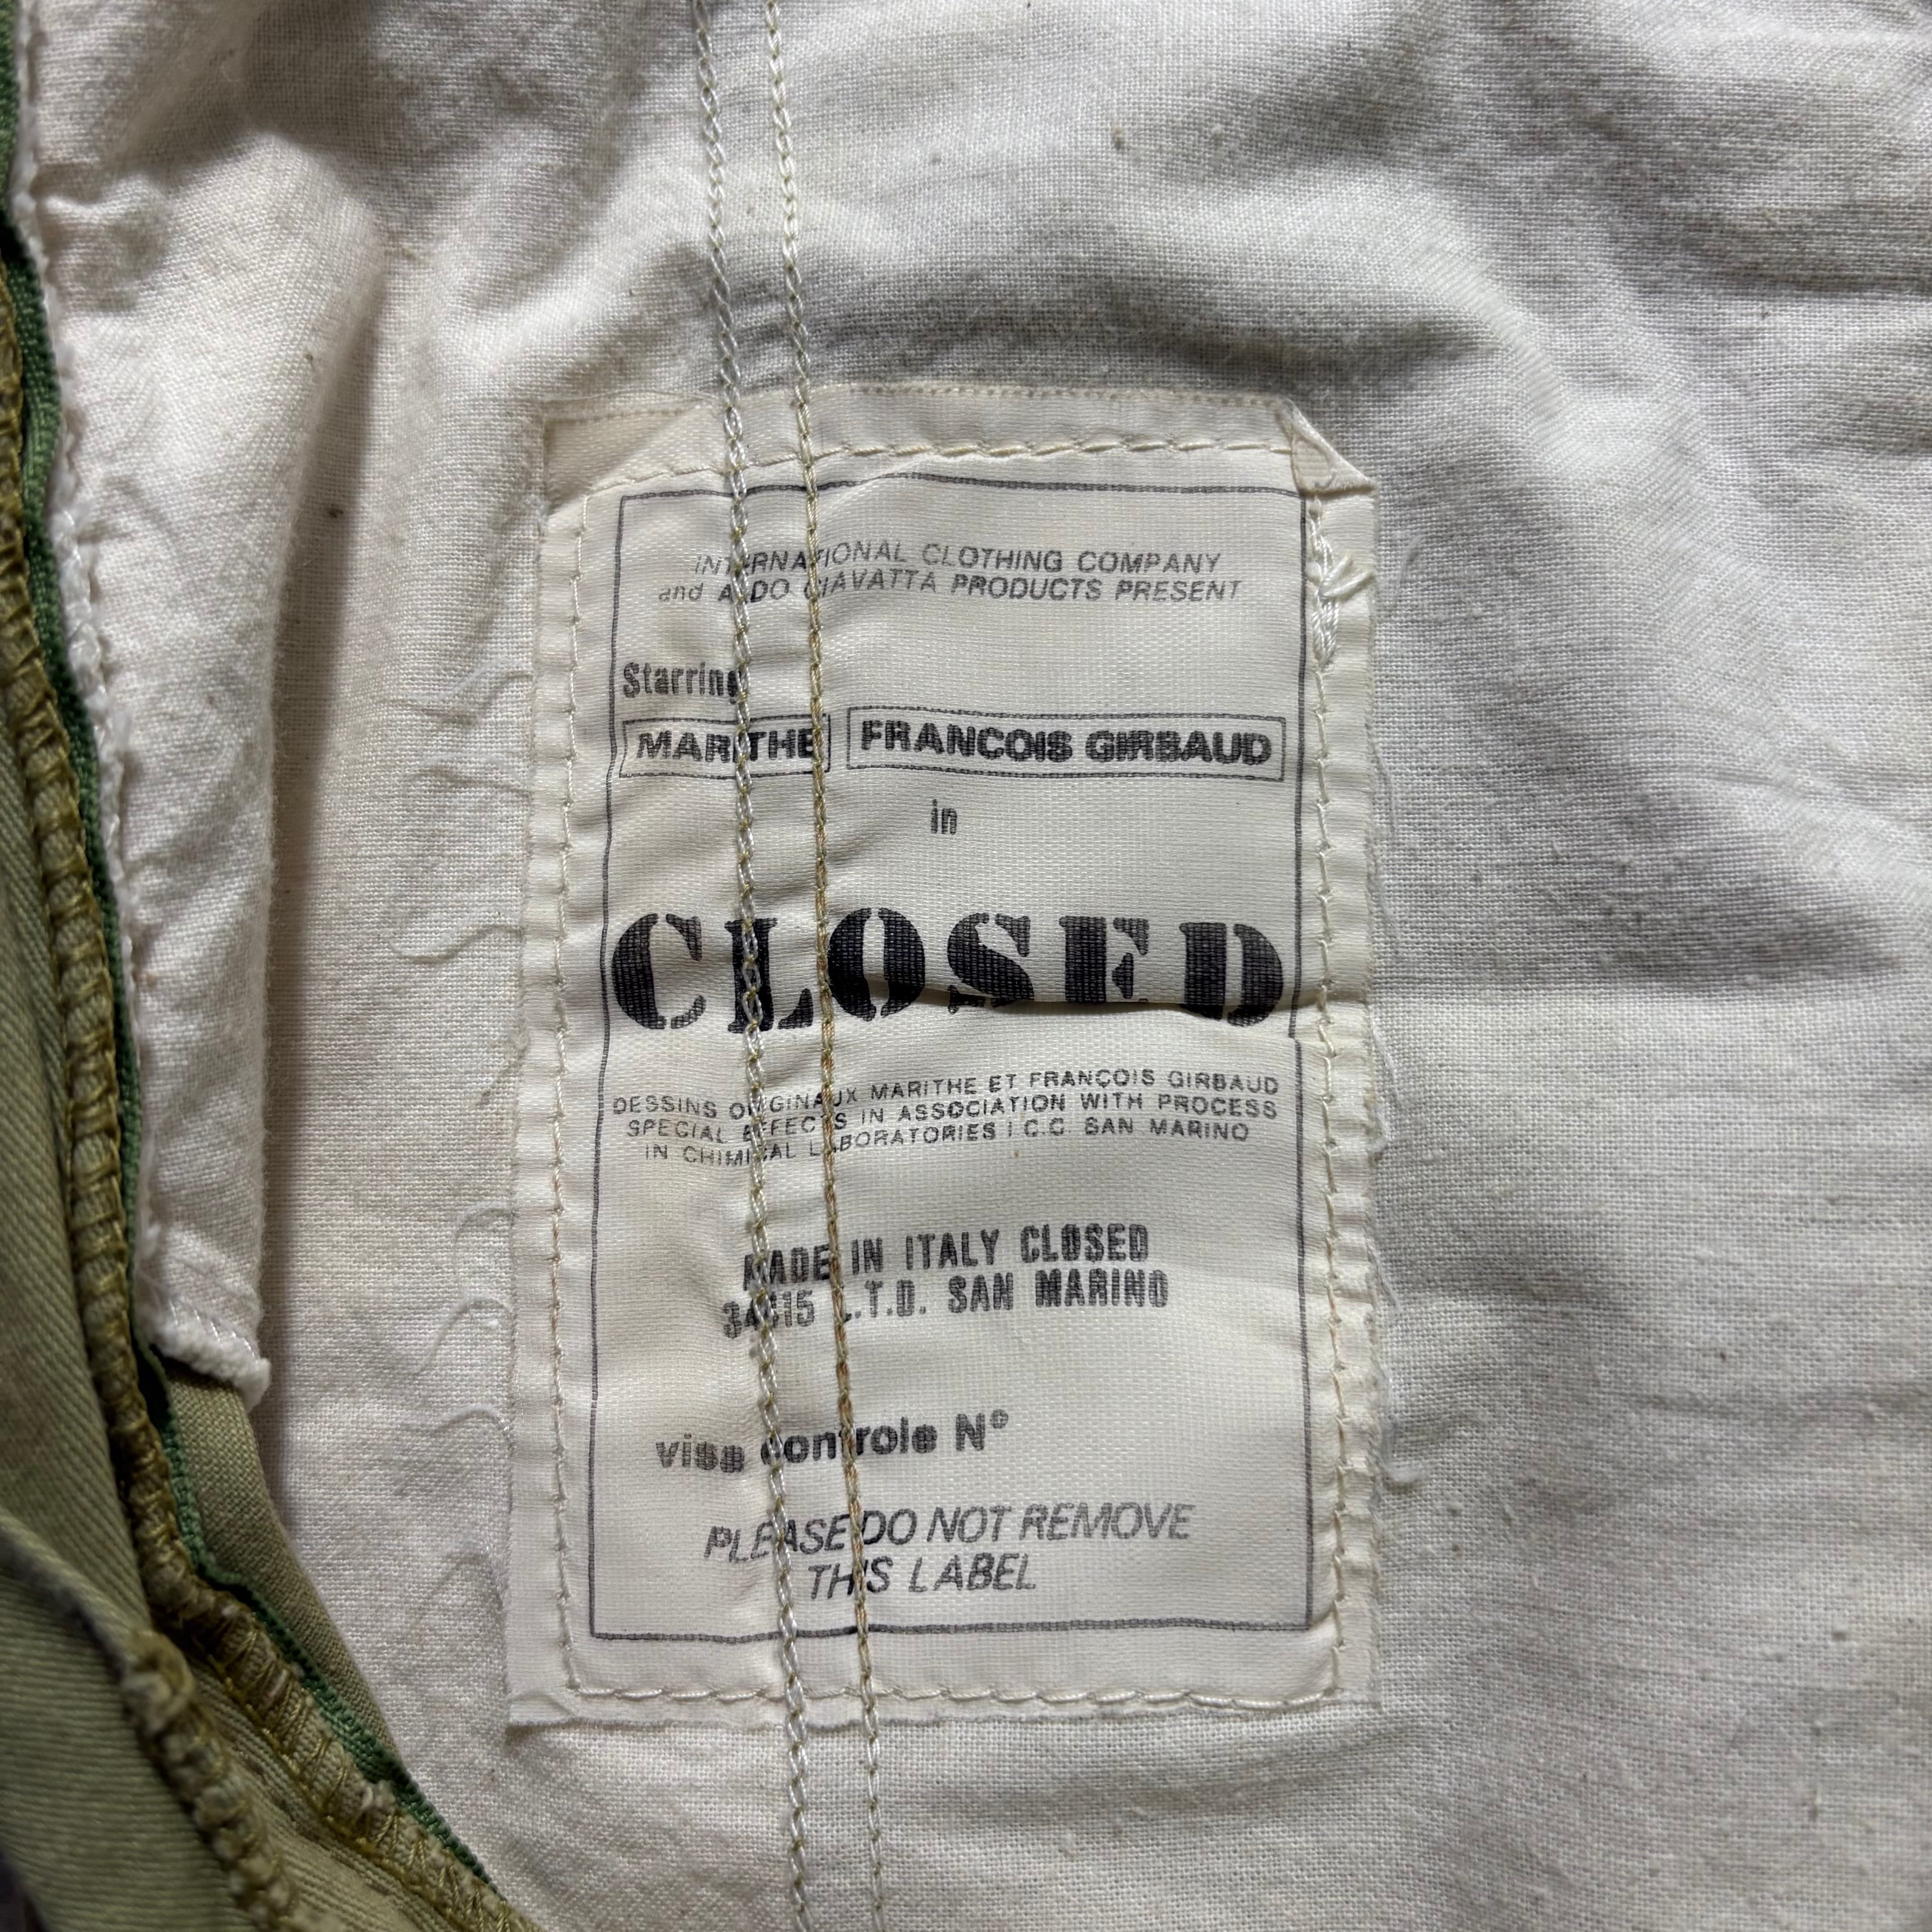 INTERNATIONAL CLOTHING COMPANY
and ALDO CIAVATTA PRODUCTS PRESENT
Starring
MARITHE FRANCOIS GIRBAUD
in
CLOSED
DESSINS ORIGINAUX MARITHE ET FRANÇOIS GIRBAUD
SPECIAL EFFECTS IN ASSOCIATION WITH PROCESS
IN CHIMICAL LABORATORIES I.C.C. SAN MARINO
MADE IN ITALY CLOSED
L.T.D. SAN MARINO
visa controle N°
PLEASE DO NOT REMOVE
THIS LABEL